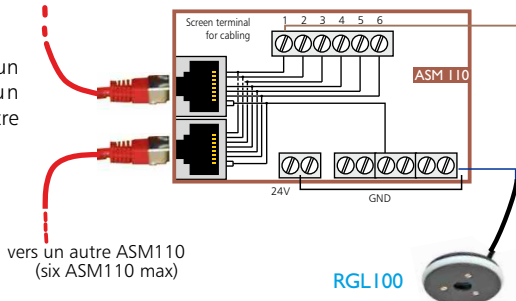 Screen terminal
for cabling
1 2 3 4 5 6
un
un
tre
ASM 110
24V
GND
vers un autre ASM110
(six ASM110 max)
RGL100